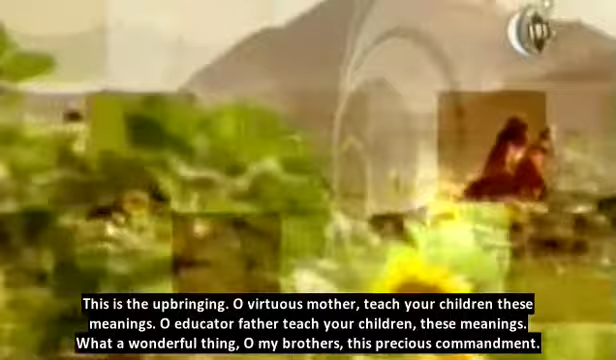 This is the upbringing. O virtuous mother, teach your children these
meanings. O educator father teach your children, these meanings.
What a wonderful thing, O my brothers, this precious commandment.